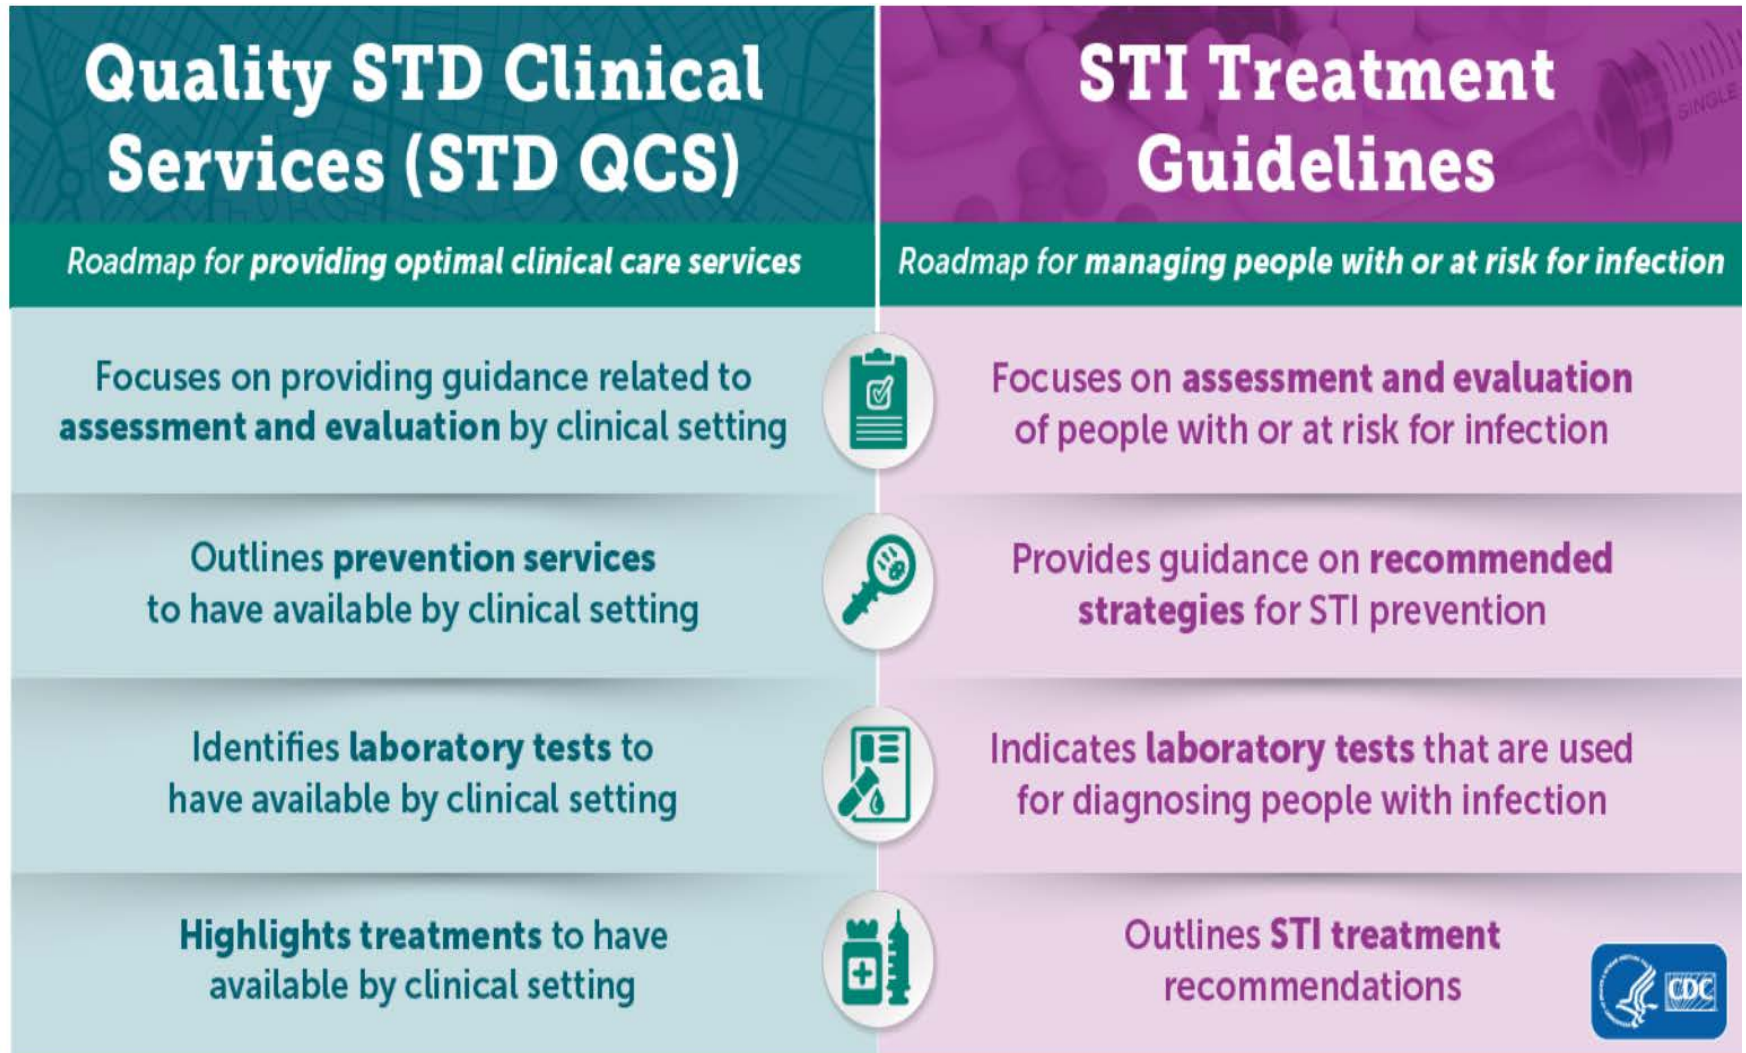 Quality STD Clinical
Services (STD QCS)
Roadmap for providing optimal clinical care services
Focuses on providing guidance related to
assessment and evaluation by clinical setting
Outlines prevention services
to have available by clinical setting
Identifies laboratory tests to
have available by clinical setting
Highlights treatments to have
available by clinical setting
STI Treatment
Guidelines
SINGLE
Roadmap for managing people with or at risk for infection
Focuses on assessment and evaluation
of people with or at risk for infection
Provides guidance on recommended
strategies for STI prevention
Indicates laboratory tests that are used
for diagnosing people with infection
Outlines STI treatment
recommendations
CDC